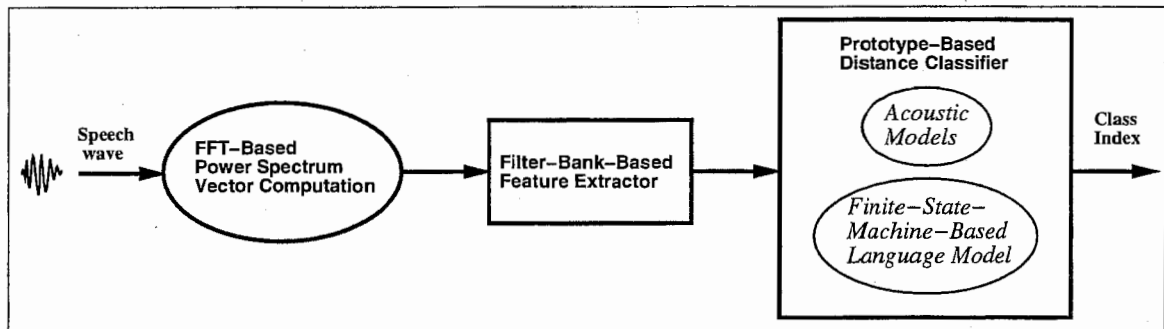 Speech
wave
FFT–Based
Power Spectrum
Vector Computation
Filter–Bank–Based
Feature Extractor
Prototype–Based
Distance Classifier
Acoustic
Models
Finite–State–
Machine–Based
Language Model
Class
Index